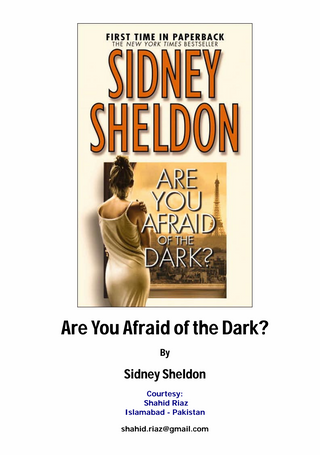 FIRST TIME IN PAPERBACK
THE NEW YORK TIMES BESTSELLER
SIDNEY
SHELDON
ARE
YOU
AFRAID
OF THE
DARK?
Are You Afraid of the Dark?
By
Sidney Sheldon
Courtesy:
Shahid Riaz
Islamabad - Pakistan
shahid.riaz@gmail.com